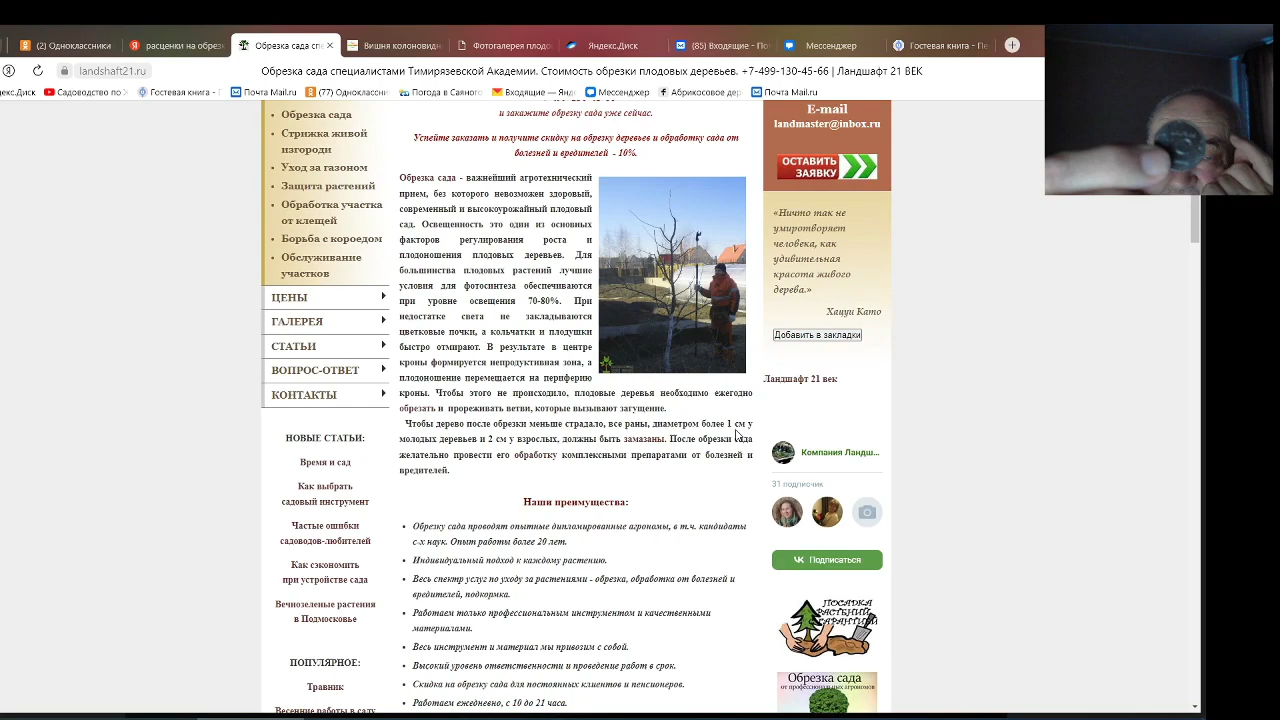 (2) Одноклассники
расценки на обрез
Обрезка сада спе
Вишня колоновид
Фотогалерея плодо
Яндекс.Диск
(85) Входящие - По
Мессенджер
Гостевая книга - Пе
landshaft21.ru
Обрезка сада специалистами Тимирязевской Академии. Стоимость обрезки плодовых деревьев. +7-499-130-45-66 | Ландшафт 21 ВЕК
кс.Диск
Садоводство по
Гостевая книга - Г
Почта Mail.ru
(77) Одноклассни
Погода в Саяного
Входящие — Ю
Мессенджер
Абрикосовое дер
Почта Mail.ru
Обрезка сада
Стрижка живой
изгороди
Уход за газоном
Защита растений
Обработка участка
от клещей
Борьба с короедом
Обслуживание
участков
ЦЕНЫ
ГАЛЕРЕЯ
СТАТЬИ
ВОПРОС-ОТВЕТ
КОНТАКТЫ
НОВЫЕ СТАТЬИ:
Время и сад
Как выбрать
садовый инструмент
Частые ошибки
садоводов-любителей
Как сэкономить
при устройстве сада
Вечнозеленые растения
в Подмосковье
ПОПУЛЯРНОЕ:
Травник
Весенние работы в саду
и закажите обрезку сада уже сейчас.
Успейте заказать и получите скидку на обрезку деревьев и обработку сада от
болезней и вредителей - 10%.
Обрезка сада - важнейший агротехнический
прием, без которого невозможен здоровый,
современный и высокоурожайный плодовый
сад. Освещенность это один из основных
факторов регулирования роста и
плодоношения плодовых деревьев. Для
большинства плодовых растений лучшие
условия для фотосинтеза обеспечиваются
при уровне освещения 70-80%. При
недостатке света не закладываются
цветковые почки, а кольчатки и плодушки
быстро отмирают. В результате в центре
кроны формируется непродуктивная зона, а
плодоношение перемещается на периферию
кроны. Чтобы этого не происходило, плодовые деревья необходимо ежегодно
обрезать и прореживать ветви, которые вызывают загущение.
Чтобы дерево после обрезки меньше страдало, все раны, диаметром более 1 см у
молодых деревьев и 2 см у взрослых, должны быть замазаны. После обрезки сада
желательно провести его обработку комплексными препаратами от болезней и
вредителей.
Наши преимущества:
Обрезку сада проводят опытные дипломированные агрономы, в т.ч. кандидаты
с-х наук. Опыт работы более 20 лет.
Индивидуальный подход к каждому растению.
Весь спектр услуг по уходу за растениями - обрезка, обработка от болезней и
вредителей, подкормка.
Работаем только профессиональным инструментом и качественными
материалами.
Весь инструмент и материал мы привозим с собой.
Высокий уровень ответственности и проведение работ в срок.
Скидка на обрезку сада для постоянных клиентов и пенсионеров.
Работаем ежедневно, с 10 до 21 часа.
E-mail
landmaster@inbox.ru
ОСТАВИТЬ
ЗАЯВКУ
«Ничто так не
умиротворяет
человека, как
удивительная
красота живого
дерева.»
Хацуи Като
Добавить в закладки
Ландшафт 21 век
Компания Ландш...
31 подписчик
Подписаться
ПОСАДКА
РАСТЕНИЙ
ГАРАНТИЯ
Обрезка сада
от профессиональных агрономов